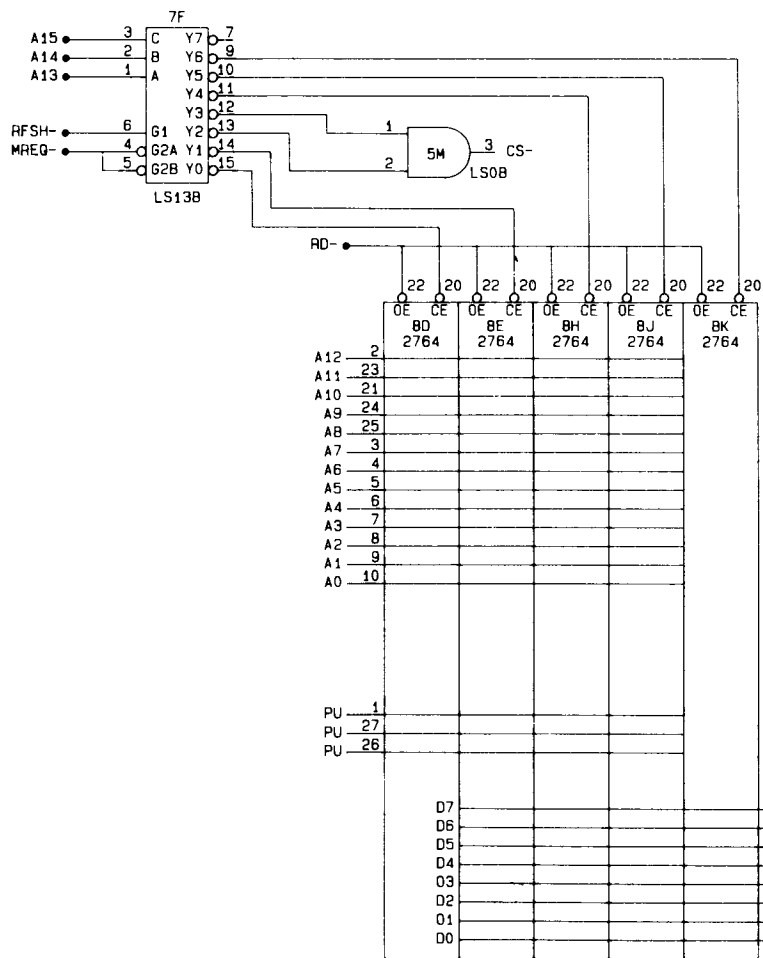 7F
A15 3 C Y7 7
A14 2 B Y6 9
A13 1 A Y5 10
Y4 11
Y3 12
RFSH- 6 G1 Y2 13
MREQ- 4 G2A Y1 14
5 G2B Y0 15
LS138
1
2
5M
3 CS-
LS08
RD-
22 20 22 20 22 20 22 20 22 20
OE CE OE CE OE CE OE CE OE CE
8D 8E 8H 8J 8K
2764 2764 2764 2764 2764
A12 2
A11 23
A10 21
A9 24
A8 25
A7 3
A6 4
A5 5
A4 6
A3 7
A2 8
A1 9
A0 10
PU 1
PU 27
PU 26
D7
D6
D5
D4
D3
D2
D1
D0